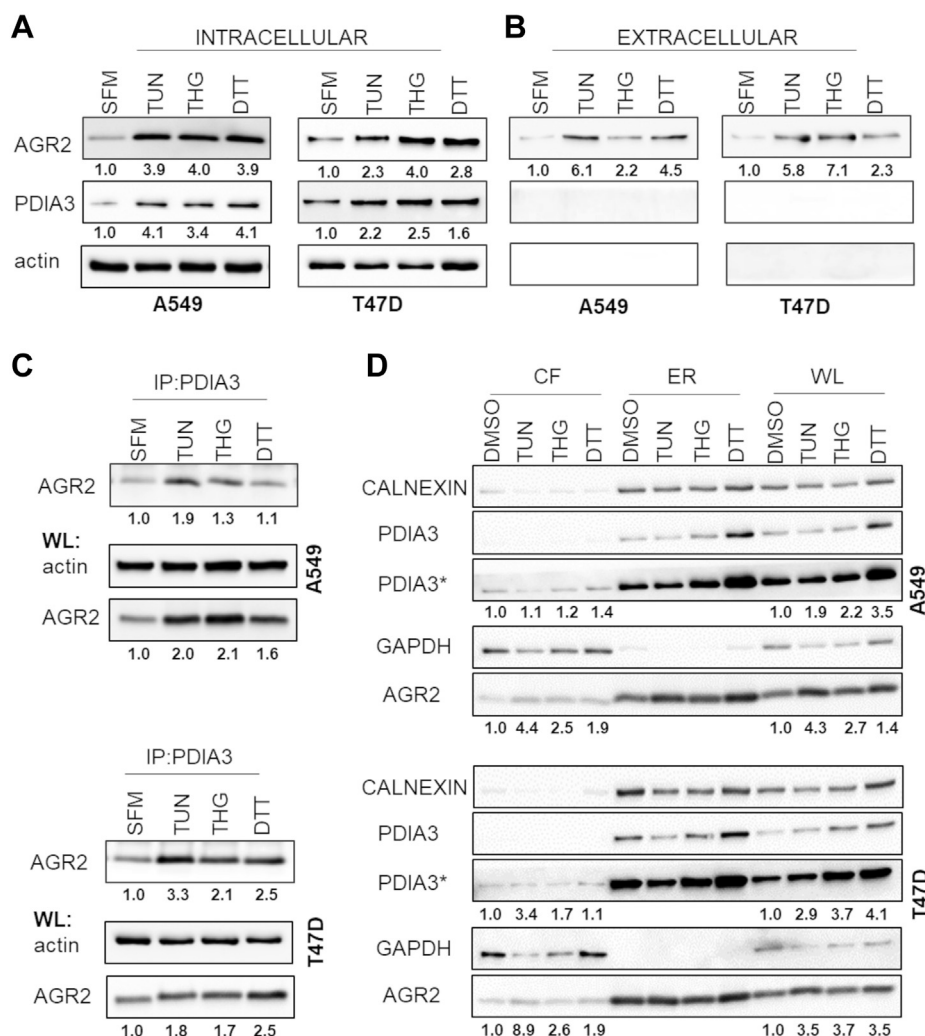 A
INTRACELLULAR
SFM TUN THG DTT SFM TUN THG DTT
AGR2
1.0 3.9 4.0 3.9 1.0 2.3 4.0 2.8
PDIA3
1.0 4.1 3.4 4.1 1.0 2.2 2.5 1.6
actin
A549 T47D
B
EXTRACELLULAR
SFM TUN THG DTT SFM TUN THG DTT
1.0 6.1 2.2 4.5 1.0 5.8 7.1 2.3
A549 T47D
C
IP:PDIA3
SFM TUN THG DTT
AGR2
1.0 1.9 1.3 1.1
WL:
actin
AGR2
1.0 2.0 2.1 1.6
A549
IP:PDIA3
SFM TUN THG DTT
AGR2
1.0 3.3 2.1 2.5
WL:
actin
AGR2
1.0 1.8 1.7 2.5
T47D
D
CF ER WL
DMSO TUN THG DTT DMSO TUN THG DTT DMSO TUN THG DTT
CALNEXIN
PDIA3
PDIA3*
1.0 1.1 1.2 1.4 1.0 1.9 2.2 3.5
GAPDH
AGR2
1.0 4.4 2.5 1.9 1.0 4.3 2.7 1.4
A549
CALNEXIN
PDIA3
PDIA3*
1.0 3.4 1.7 1.1 1.0 2.9 3.7 4.1
GAPDH
AGR2
1.0 8.9 2.6 1.9 1.0 3.5 3.7 3.5
T47D